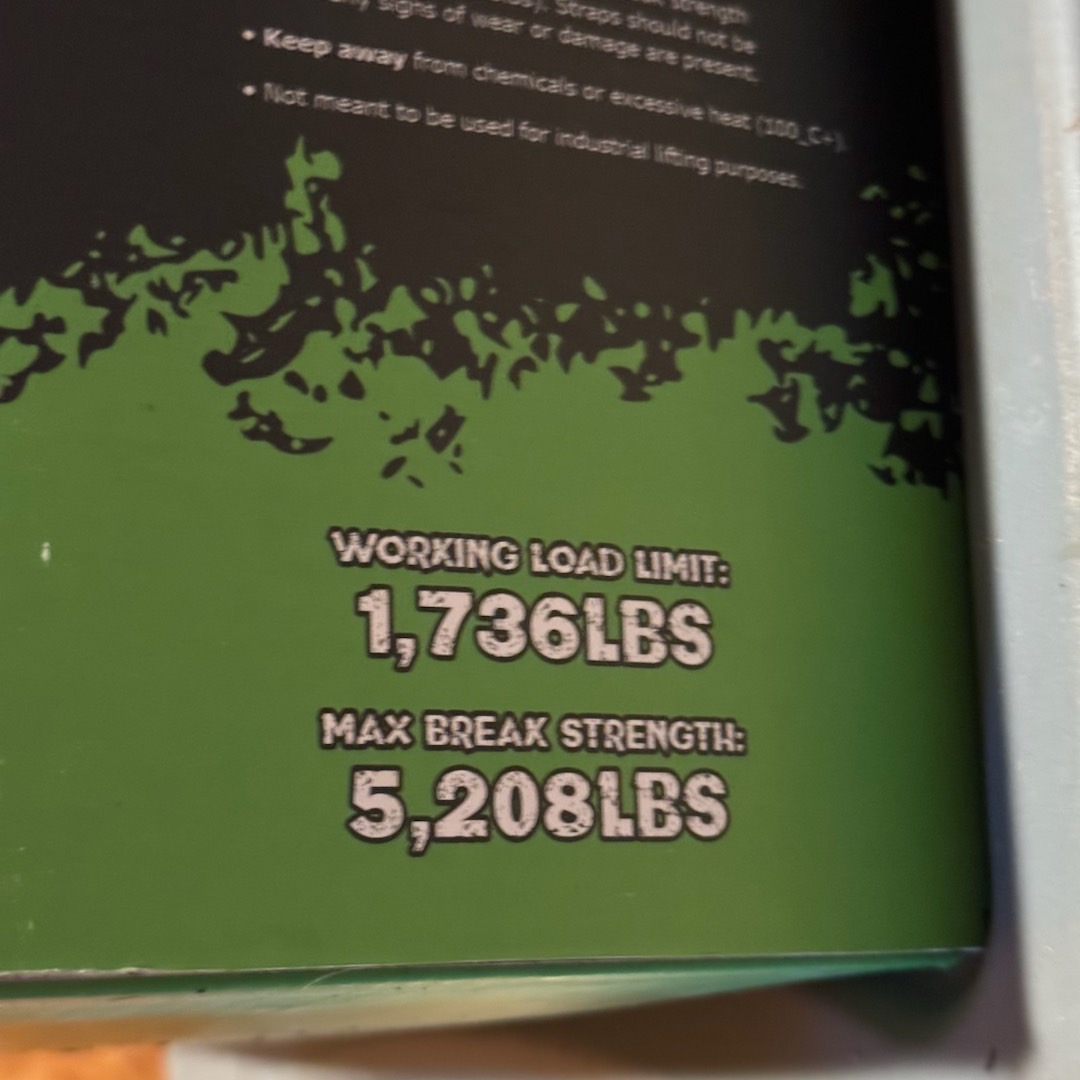 strength
ny signs of wear or damage are present.
Straps should not be
• Keep away from chemicals or excessive heat (100_C+).
• Not meant to be used for industrial lifting purposes.
WORKING LOAD LIMIT:
1,736LBS
MAX BREAK STRENGTH:
5,208LBS